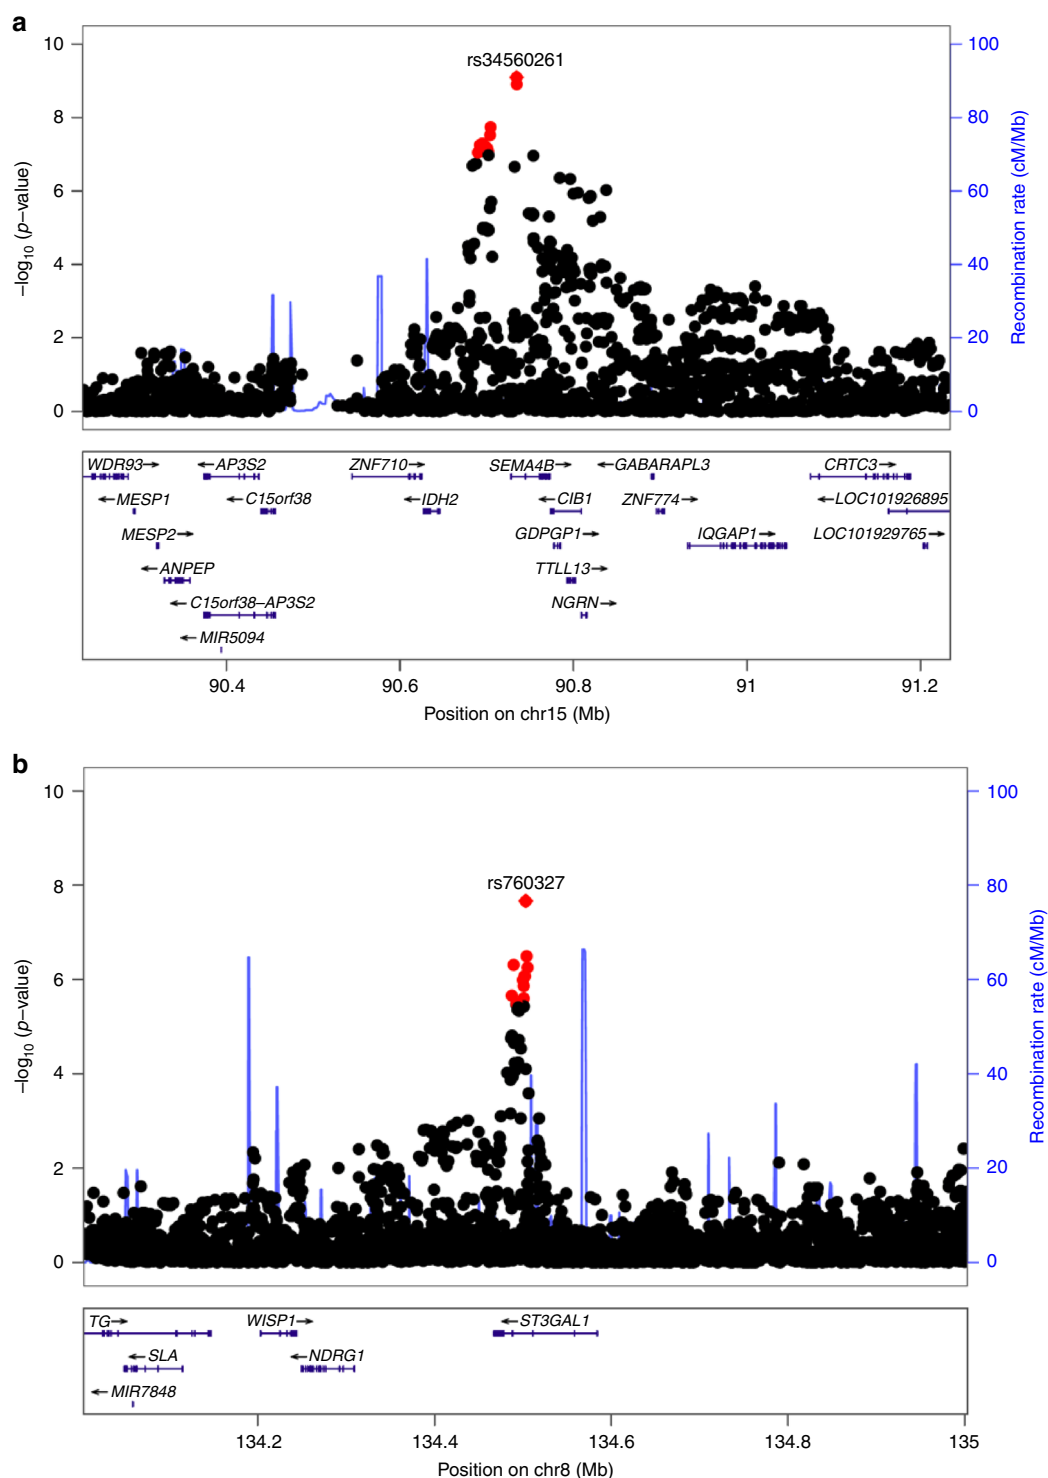 a
rs34560261
10
8
6
4
2
0
−log10 (p−value)
100
80
60
40
20
0
Recombination rate (cM/Mb)
WDR93→ ←AP3S2 ZNF710→ SEMA4B→ ←GABARAPL3 CRTC3→
←MESP1 ←C15orf38 ←IDH2 ←CIB1 ZNF774→ ←LOC101926895
MESP2→ GDPGP1→ IQGAP1→ LOC101929765→
←ANPEP TTLL13→
←C15orf38−AP3S2 NGRN→
←MIR5094
90.4 90.6 90.8 91 91.2
Position on chr15 (Mb)
b
rs760327
10
8
6
4
2
0
−log10 (p−value)
100
80
60
40
20
0
Recombination rate (cM/Mb)
TG→ WISP1→ ←ST3GAL1
←SLA ←NDRG1
←MIR7848
134.2 134.4 134.6 134.8 135
Position on chr8 (Mb)